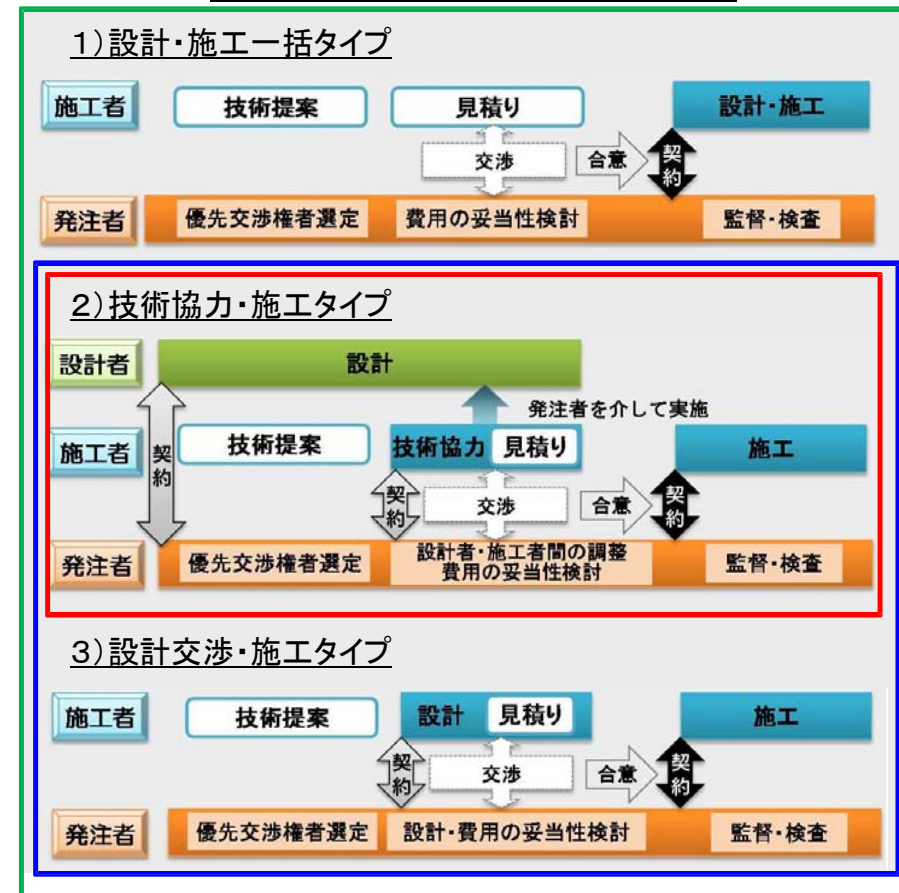 1)設計・施工一括タイプ
施工者
技術提案
見積り
設計・施工
交渉
合意
契約
発注者
優先交渉権者選定
費用の妥当性検討
監督・検査
2)技術協力・施工タイプ
設計者
設計
発注者を介して実施
施工者
契約
技術提案
技術協力
見積り
施工
契約
交渉
合意
契約
発注者
優先交渉権者選定
設計者・施工者間の調整
費用の妥当性検討
監督・検査
3)設計交渉・施工タイプ
施工者
技術提案
設計
見積り
施工
契約
交渉
合意
契約
発注者
優先交渉権者選定
設計・費用の妥当性検討
監督・検査